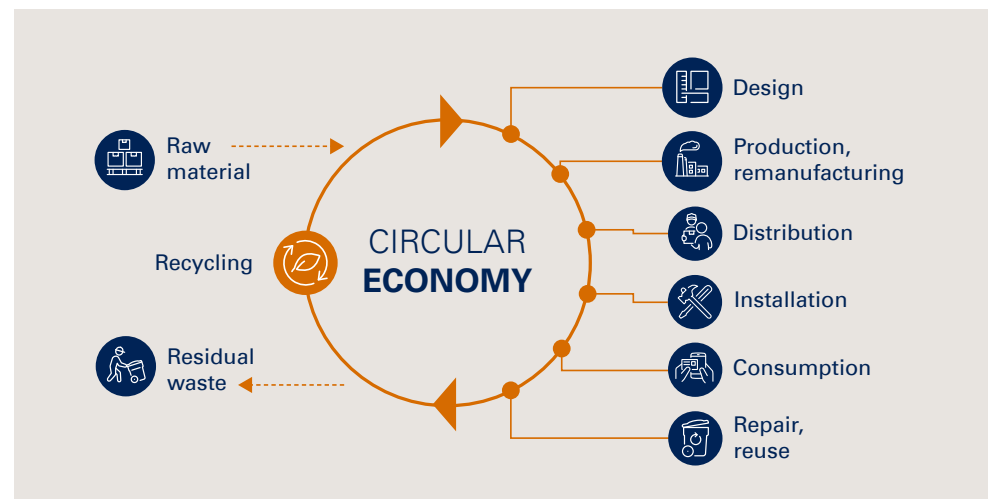 Raw
material
Recycling
Residual
waste
CIRCULAR
ECONOMY
Design
Production,
remanufacturing
Distribution
Installation
Consumption
Repair,
reuse